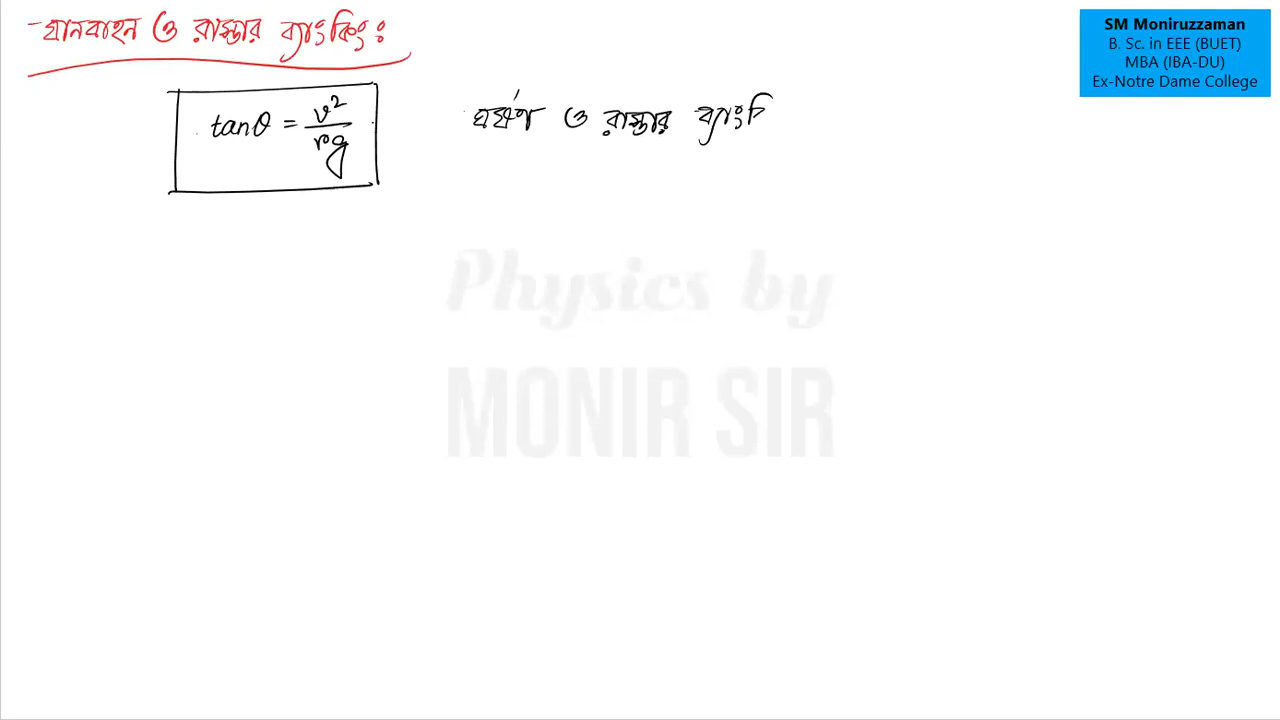 যানবাহন ও রাস্তার ব্যাংকিংঃ
SM Moniruzzaman
B. Sc. in EEE (BUET)
MBA (IBA-DU)
Ex-Notre Dame College
tanθ = v²/rg
ঘর্ষণ ও রাস্তার ব্যাংকি
Physics by
MONIR SIR